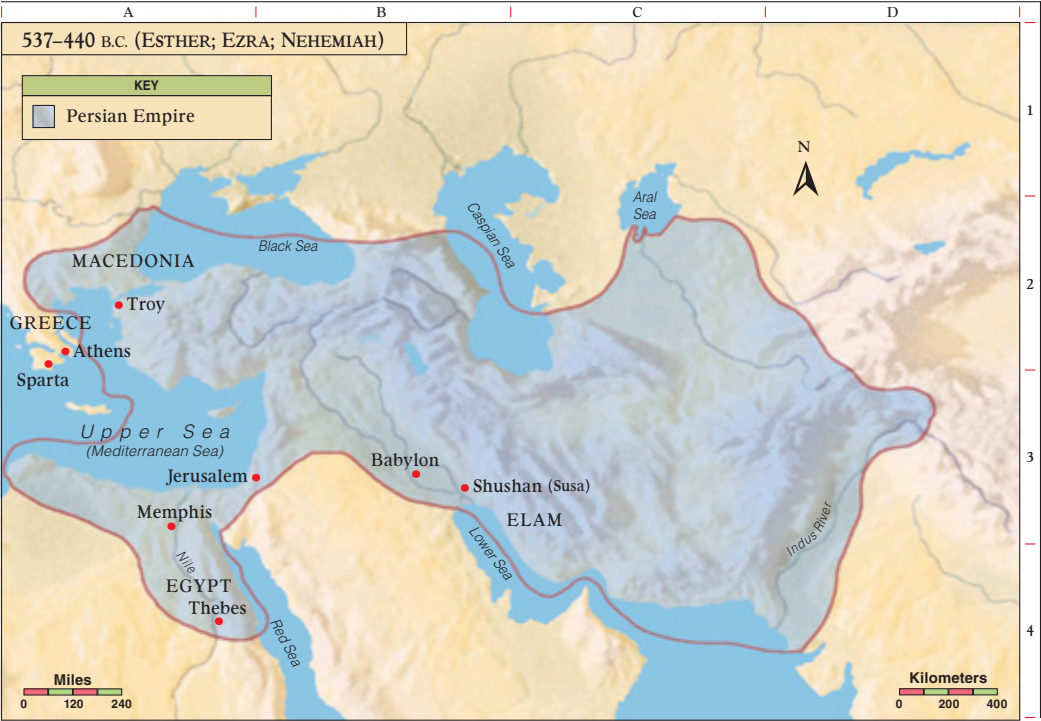 A B C D
537–440 B.C. (ESTHER; EZRA; NEHEMIAH)
KEY
Persian Empire
1
N
Aral
Sea
Caspian Sea
Black Sea
MACEDONIA
2
Troy
GREECE
Athens
Sparta
Upper Sea
(Mediterranean Sea)
3
Babylon
Jerusalem
Shushan (Susa)
Memphis
ELAM
Indus River
Lower Sea
Nile
EGYPT
Thebes
4
Red Sea
Miles
0 120 240
Kilometers
0 200 400